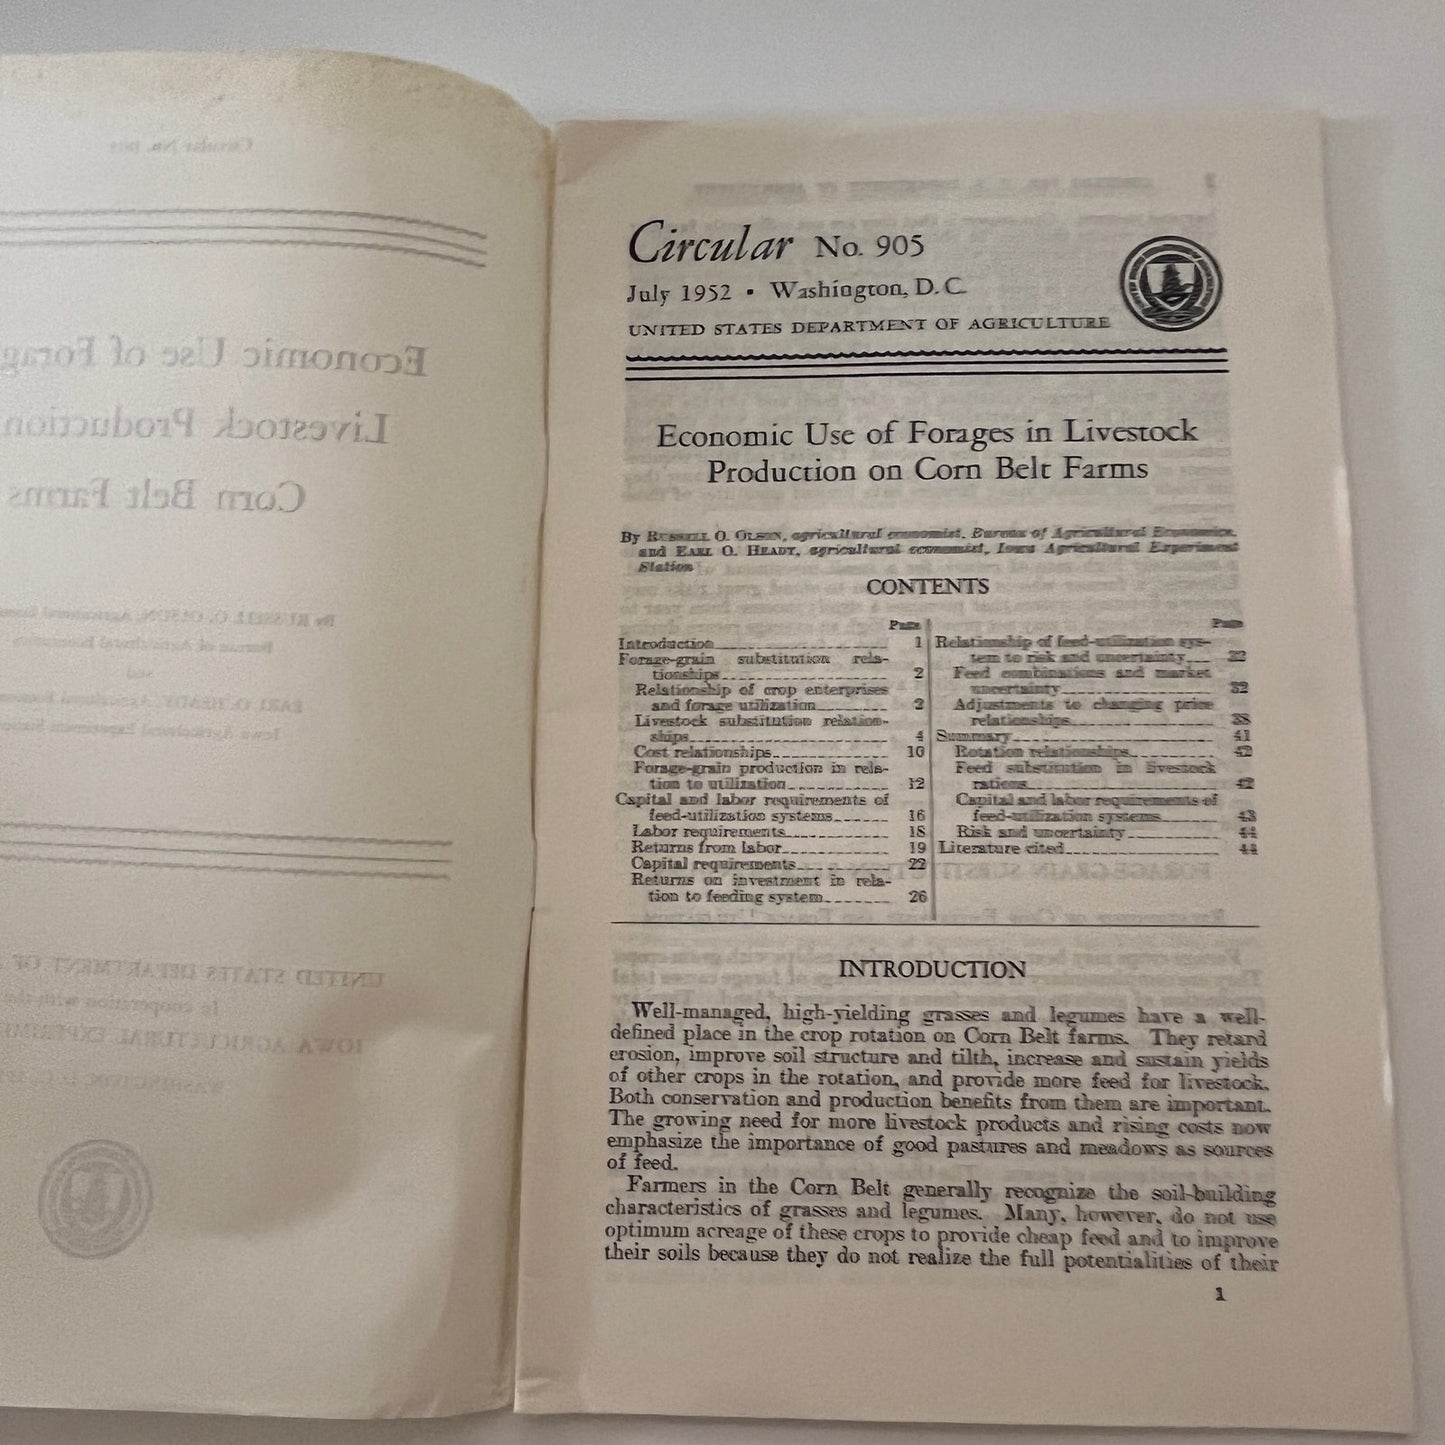 Circular No. 905
July 1952 • Washington, D. C.
UNITED STATES DEPARTMENT OF AGRICULTURE
Economic Use of Forages in Livestock
Production on Corn Belt Farms
By RUSSELL O. OLSON, agricultural economist, Bureau of Agricultural Economics,
and EARL O. HEADY, agricultural economist, Iowa Agricultural Experiment
Station
CONTENTS
Page
Introduction 1
Forage-grain substitution rela-
tionships 2
Relationship of crop enterprises
and forage utilization 2
Livestock substitution relation-
ships 4
Cost relationships 10
Forage-grain production in rela-
tion to utilization 12
Capital and labor requirements of
feed-utilization systems 16
Labor requirements 18
Returns from labor 19
Capital requirements 22
Returns on investment in rela-
tion to feeding system 26
Page
Relationship of feed-utilization sys-
tem to risk and uncertainty 32
Feed combinations and market
uncertainty 32
Adjustments to changing price
relationships 38
Summary 41
Rotation relationships 42
Feed substitution in livestock
rations 42
Capital and labor requirements of
feed-utilization systems 43
Risk and uncertainty 44
Literature cited 44
INTRODUCTION
Well-managed, high-yielding grasses and legumes have a well-
defined place in the crop rotation on Corn Belt farms. They retard
erosion, improve soil structure and tilth, increase and sustain yields
of other crops in the rotation, and provide more feed for livestock.
Both conservation and production benefits from them are important.
The growing need for more livestock products and rising costs now
emphasize the importance of good pastures and meadows as sources
of feed.
Farmers in the Corn Belt generally recognize the soil-building
characteristics of grasses and legumes. Many, however, do not use
optimum acreage of these crops to provide cheap feed and to improve
their soils because they do not realize the full potentialities of their
1